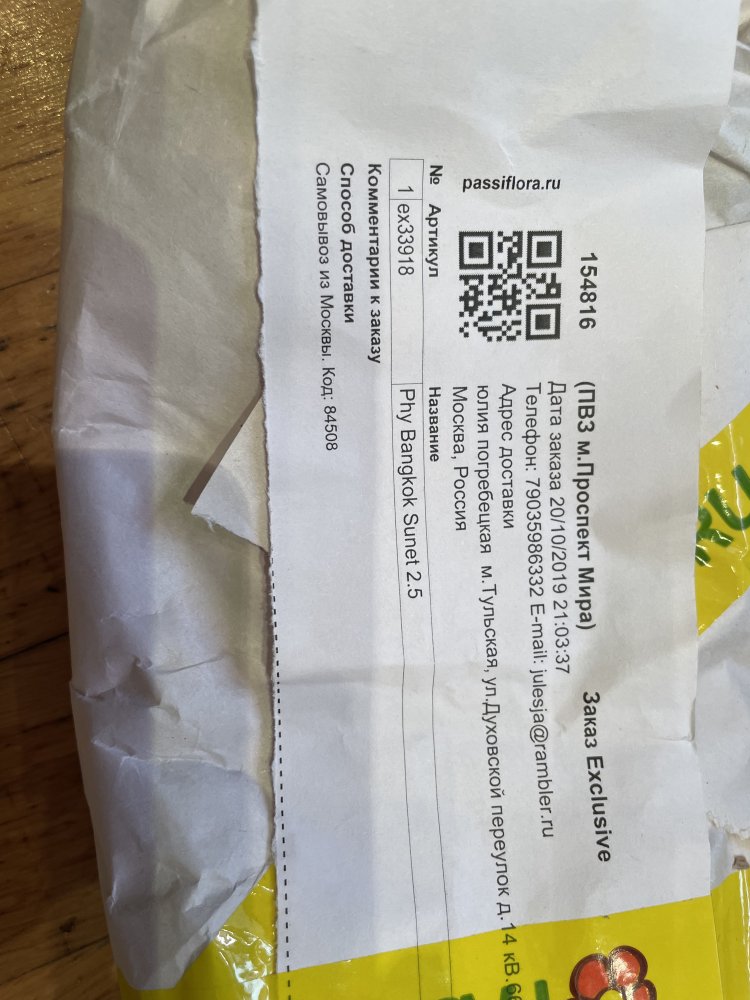 154816 (ПВЗ м.Проспект Мира) Заказ Exclusive
Дата заказа 20/10/2019 21:03:37
Телефон: 79035986332 E-mail: julesja@rambler.ru
Адрес доставки
юлия погребецкая м.Тульская, ул.Духовской переулок д.14 кВ.66
Москва, Россия
passiflora.ru
№ Артикул Название
1 ex33918 Phy Bangkok Sunet 2.5
Комментарии к заказу
Способ доставки
Самовывоз из Москвы. Код: 84508